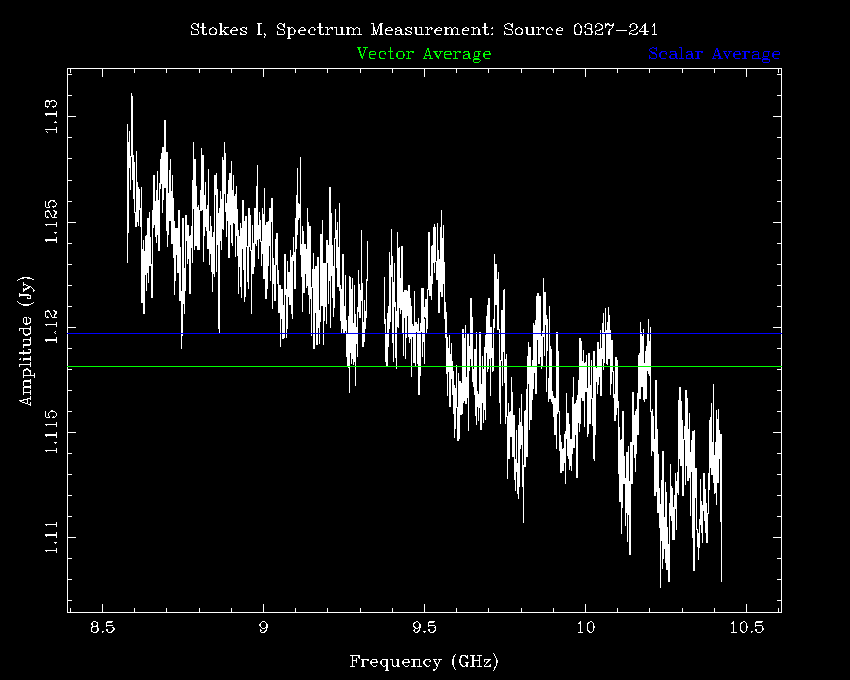 Stokes I, Spectrum Measurement: Source 0327−241
Vector Average
Scalar Average
1.13
1.125
1.12
1.115
1.11
Amplitude (Jy)
8.5
9
9.5
10
10.5
Frequency (GHz)